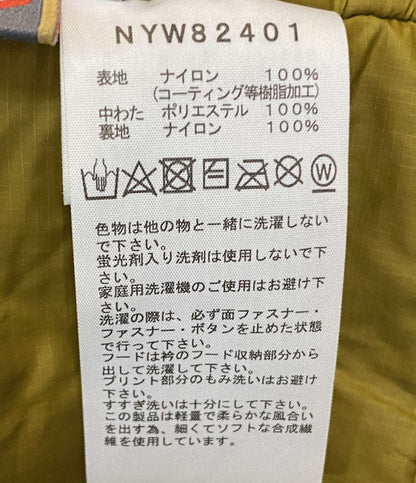 NYW82401
表地 ナイロン 100%
(コーティング等樹脂加工)
中わた ポリエステル 100%
裏地 ナイロン 100%
W
色物は他の物と一緒に洗濯しない
で下さい。
蛍光剤入り洗剤は使用しないで下
さい。
家庭用洗濯機のご使用はお避け下
さい。
洗濯の際は、必ず面ファスナー・
ファスナー・ボタンを止めた状態
で行って下さい。
フードは衿のフード収納部分から
出して洗濯して下さい。
プリント部分のもみ洗いはお避け
下さい。
すすぎ洗いは十分にして下さい。
この製品は軽量で柔らかな風合い
を出す為、細くてソフトな合成繊
維を使用しています。